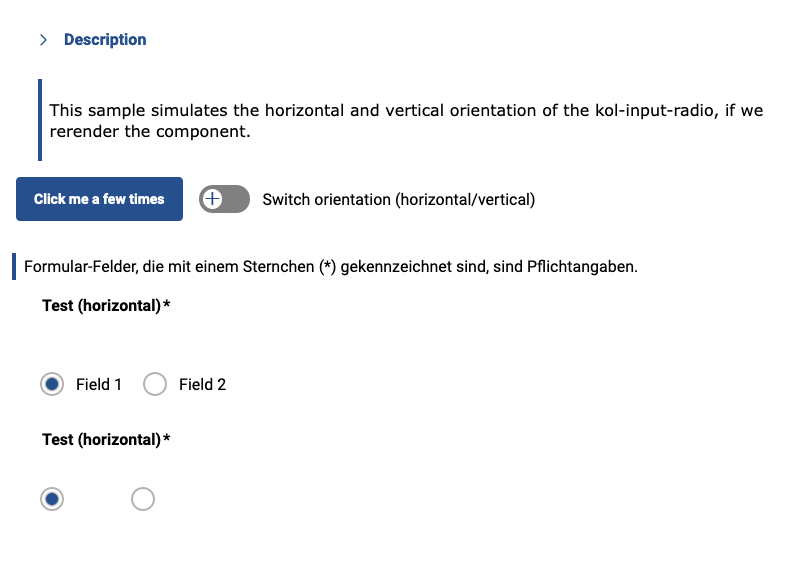 Description
This sample simulates the horizontal and vertical orientation of the kol-input-radio, if we
rerender the component.
Click me a few times
Switch orientation (horizontal/vertical)
Formular-Felder, die mit einem Sternchen (*) gekennzeichnet sind, sind Pflichtangaben.
Test (horizontal)*
Field 1 Field 2
Test (horizontal)*